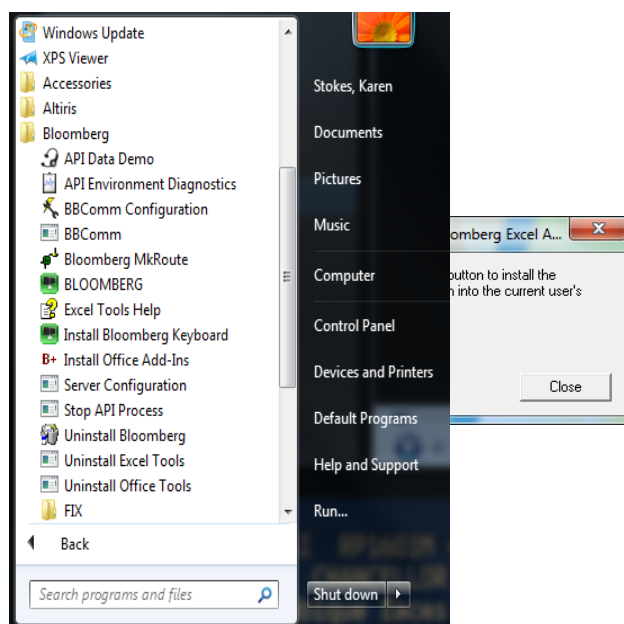 Windows Update
XPS Viewer
Accessories
Altiris
Bloomberg
API Data Demo
API Environment Diagnostics
BBComm Configuration
BBComm
Bloomberg MkRoute
BLOOMBERG
Excel Tools Help
Install Bloomberg Keyboard
B+ Install Office Add-Ins
Server Configuration
Stop API Process
Uninstall Bloomberg
Uninstall Excel Tools
Uninstall Office Tools
FIX
Back
Search programs and files
Stokes, Karen
Documents
Pictures
Music
Computer
Control Panel
Devices and Printers
Default Programs
Help and Support
Run...
Shut down
omberg Excel A...
button to install the
into the current user's
Close